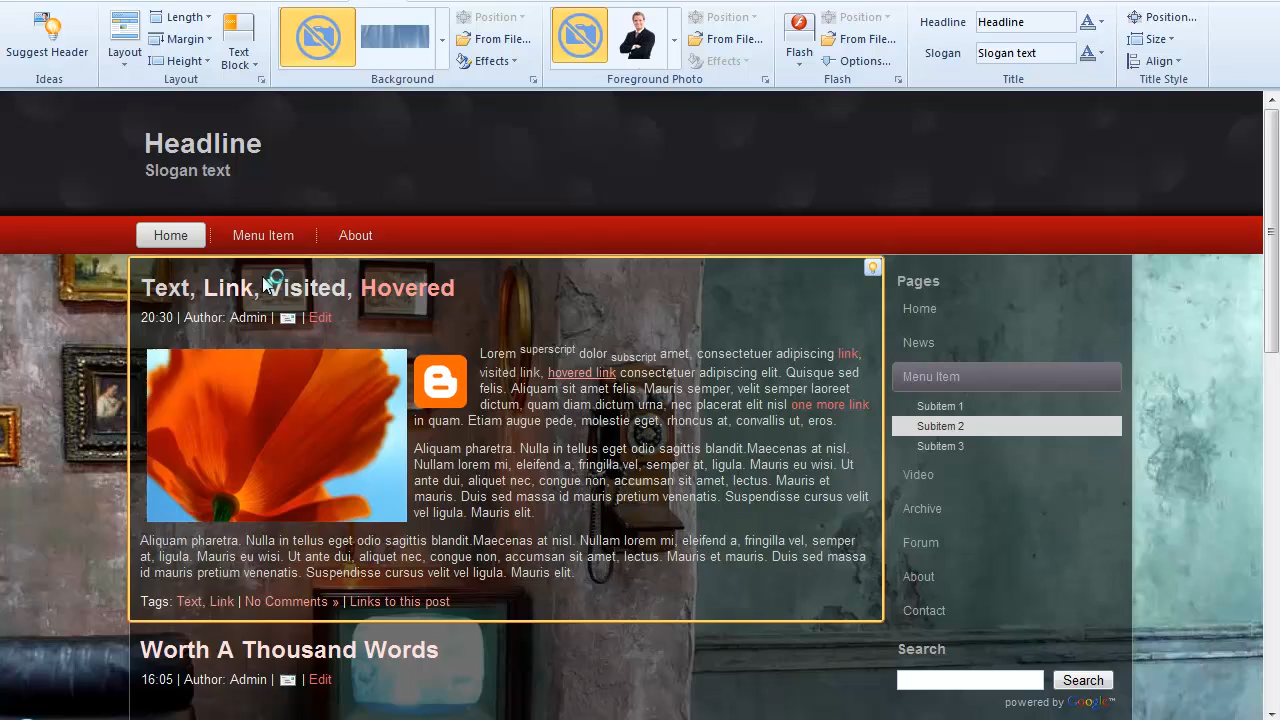 Suggest Header
Ideas
Layout
Length
Margin
Height
Text Block
Layout
Position
From File...
Effects
Background
Position
From File...
Effects
Foreground Photo
Flash
Position
From File...
Options...
Flash
Headline Headline
Slogan Slogan text
Title
Position...
Size
Align
Title Style
Headline
Slogan text
Home Menu Item About
Text, Link, Visited, Hovered
20:30 | Author: Admin | | Edit
Lorem superscript dolor subscript amet, consectetuer adipiscing link,
visited link, hovered link consectetuer adipiscing elit. Quisque sed
felis. Aliquam sit amet felis. Mauris semper, velit semper laoreet
dictum, quam diam dictum urna, nec placerat elit nisl one more link
in quam. Etiam augue pede, molestie eget, rhoncus at, convallis ut, eros.
Aliquam pharetra. Nulla in tellus eget odio sagittis blandit.Maecenas at nisl.
Nullam lorem mi, eleifend a, fringilla vel, semper at, ligula. Mauris eu wisi. Ut
ante dui, aliquet nec, congue non, accumsan sit amet, lectus. Mauris et
mauris. Duis sed massa id mauris pretium venenatis. Suspendisse cursus velit
vel ligula. Mauris elit.
Aliquam pharetra. Nulla in tellus eget odio sagittis blandit.Maecenas at nisl. Nullam lorem mi, eleifend a, fringilla vel, semper
at, ligula. Mauris eu wisi. Ut ante dui, aliquet nec, congue non, accumsan sit amet, lectus. Mauris et mauris. Duis sed massa
id mauris pretium venenatis. Suspendisse cursus velit vel ligula. Mauris elit.
Tags: Text, Link | No Comments » | Links to this post
Worth A Thousand Words
16:05 | Author: Admin | | Edit
Pages
Home
News
Menu Item
Subitem 1
Subitem 2
Subitem 3
Video
Archive
Forum
About
Contact
Search
Search
powered by Google™